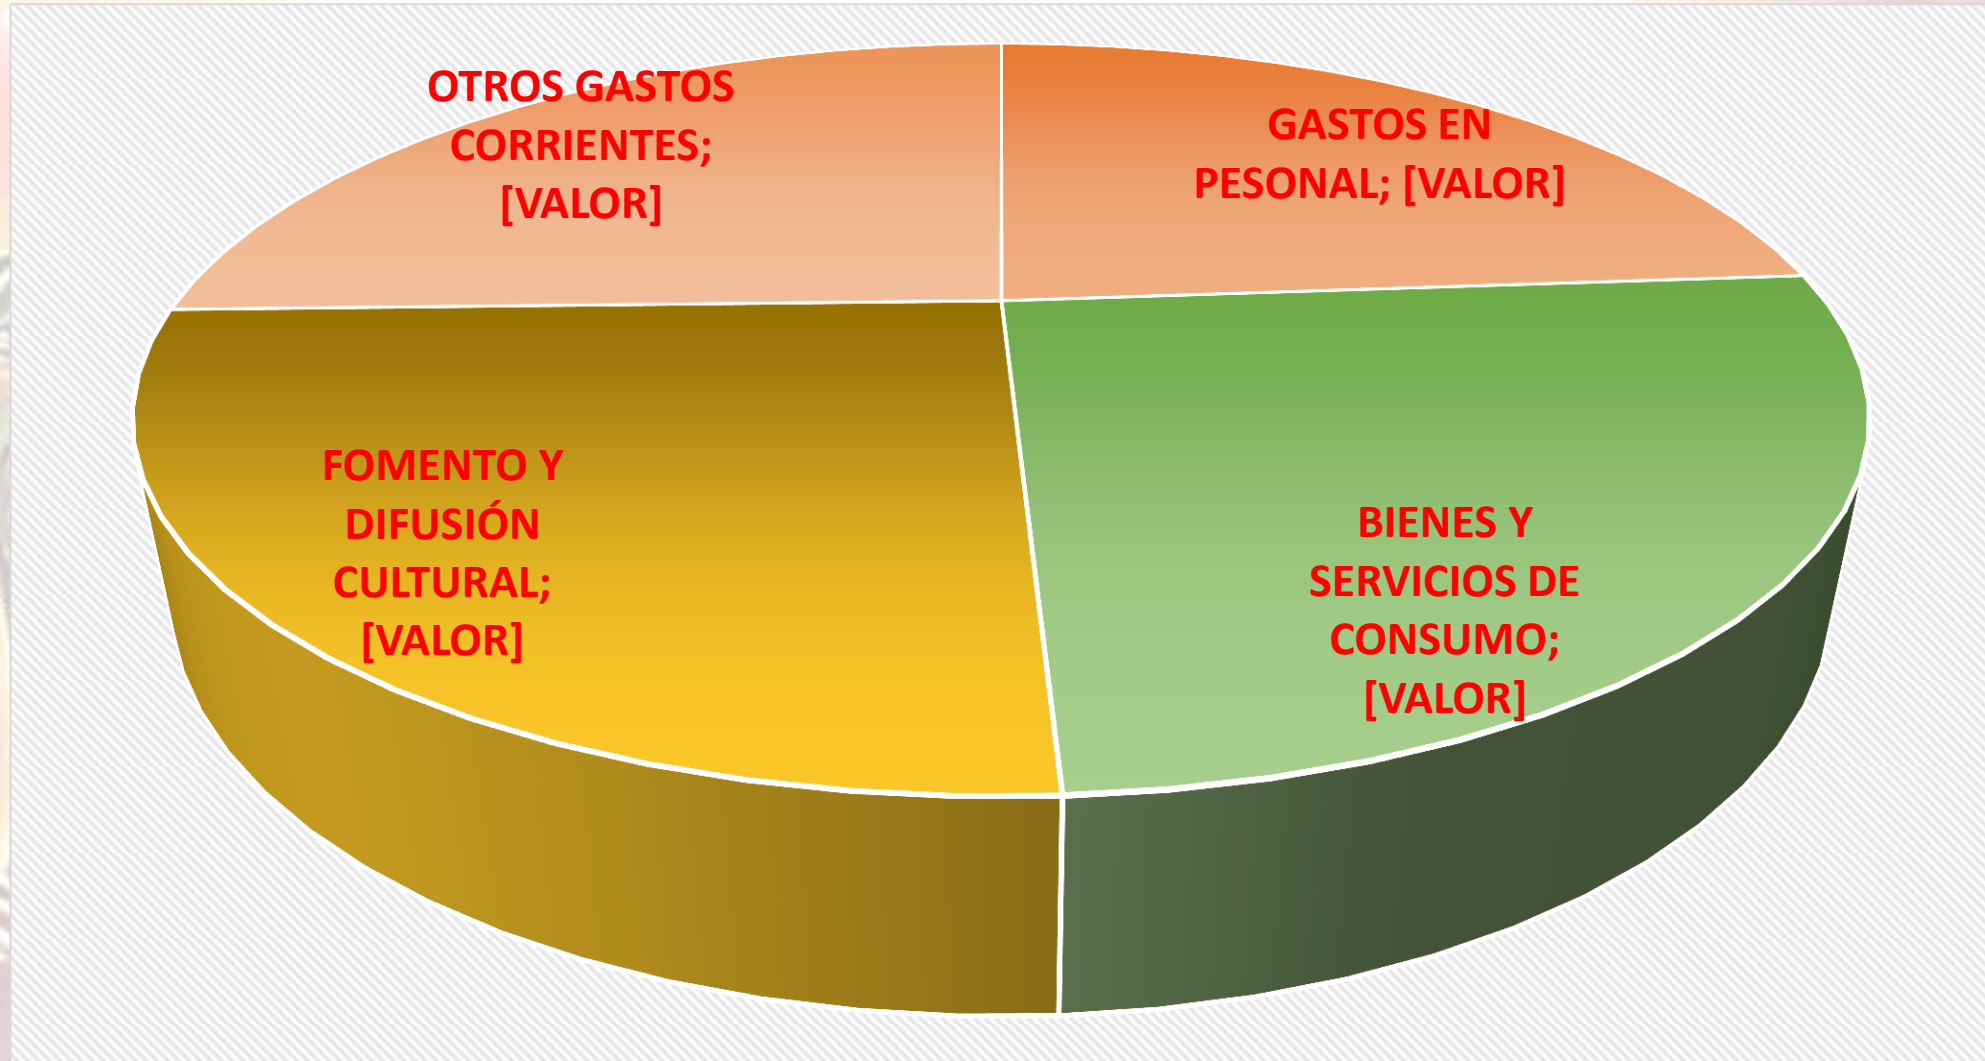 OTROS GASTOS
CORRIENTES;
[VALOR]
GASTOS EN
PESONAL; [VALOR]
FOMENTO Y
DIFUSIÓN
CULTURAL;
[VALOR]
BIENES Y
SERVICIOS DE
CONSUMO;
[VALOR]